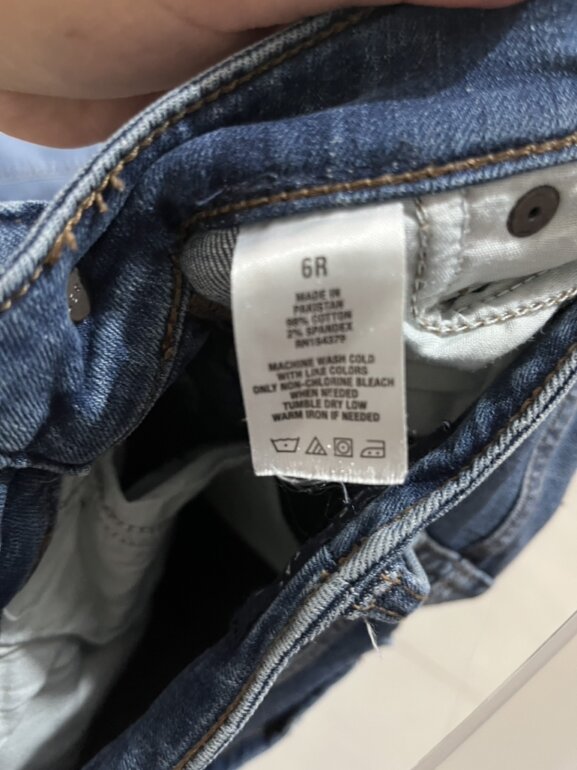 6R
MADE IN
PAKISTAN
98% COTTON
2% SPANDEX
RN154379
MACHINE WASH COLD
WITH LIKE COLORS
ONLY NON-CHLORINE BLEACH
WHEN NEEDED
TUMBLE DRY LOW
WARM IRON IF NEEDED